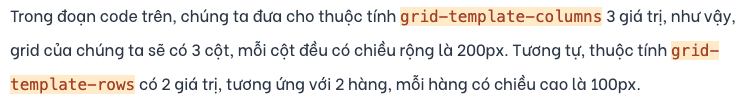 Trong đoạn code trên, chúng ta đưa cho thuộc tính grid-template-columns 3 giá trị, như vậy,
grid của chúng ta sẽ có 3 cột, mỗi cột đều có chiều rộng là 200px. Tương tự, thuộc tính grid-
template-rows có 2 giá trị, tương ứng với 2 hàng, mỗi hàng có chiều cao là 100px.